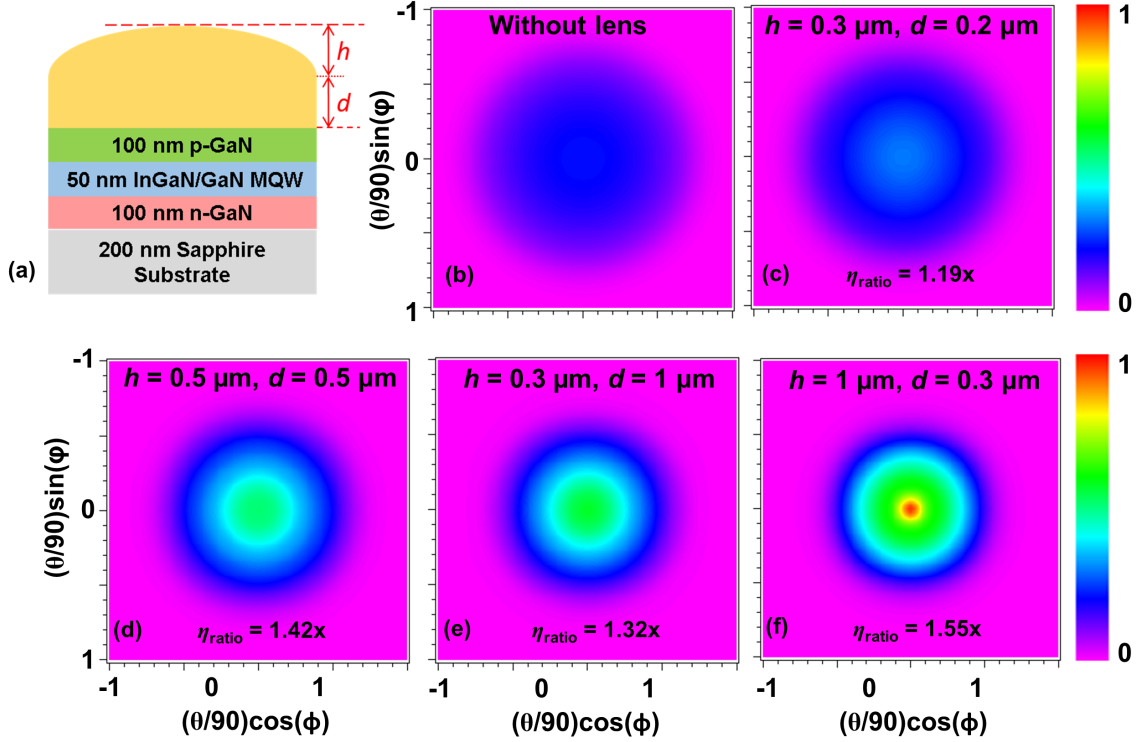 h
d
100 nm p-GaN
50 nm InGaN/GaN MQW
100 nm n-GaN
200 nm Sapphire
Substrate
(a)
-1
0
1
(θ/90)sin(φ)
Without lens
(b)
h = 0.3 µm, d = 0.2 µm
(c)
ηratio = 1.19x
1
0
-1
0
1
(θ/90)sin(φ)
h = 0.5 µm, d = 0.5 µm
(d)
ηratio = 1.42x
-1 0 1
(θ/90)cos(ϕ)
h = 0.3 µm, d = 1 µm
(e)
ηratio = 1.32x
-1 0 1
(θ/90)cos(ϕ)
h = 1 µm, d = 0.3 µm
(f)
ηratio = 1.55x
-1 0 1
(θ/90)cos(ϕ)
1
0